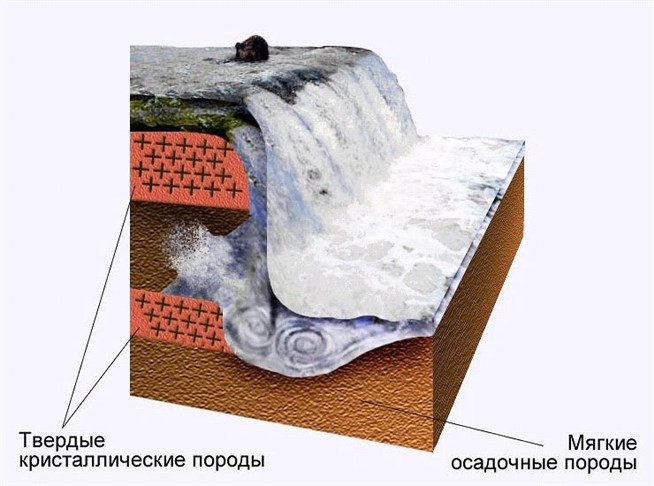 Твердые
кристаллические породы
Мягкие
осадочные породы